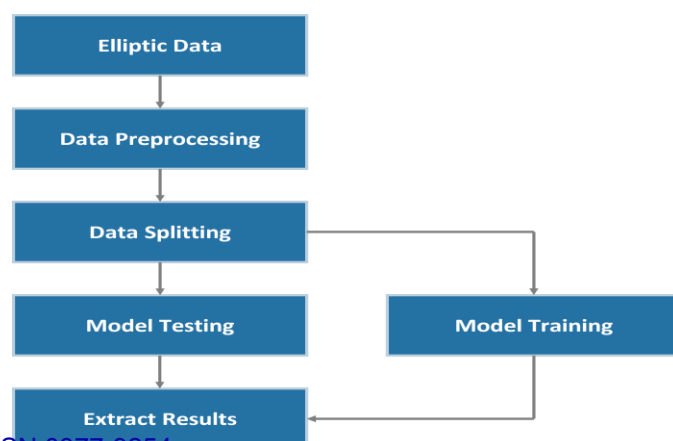 Elliptic Data
Data Preprocessing
Data Splitting
Model Testing
Model Training
Extract Results